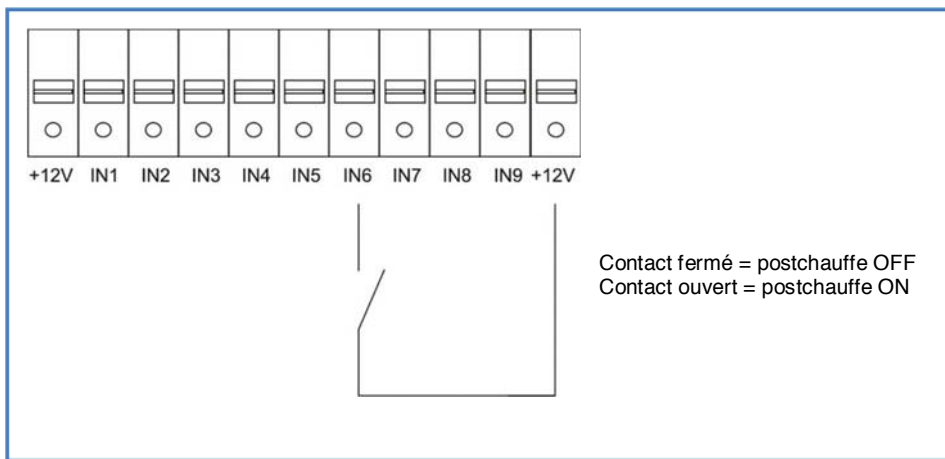 +12V IN1 IN2 IN3 IN4 IN5 IN6 IN7 IN8 IN9 +12V
Contact fermé = postchauffe OFF
Contact ouvert = postchauffe ON